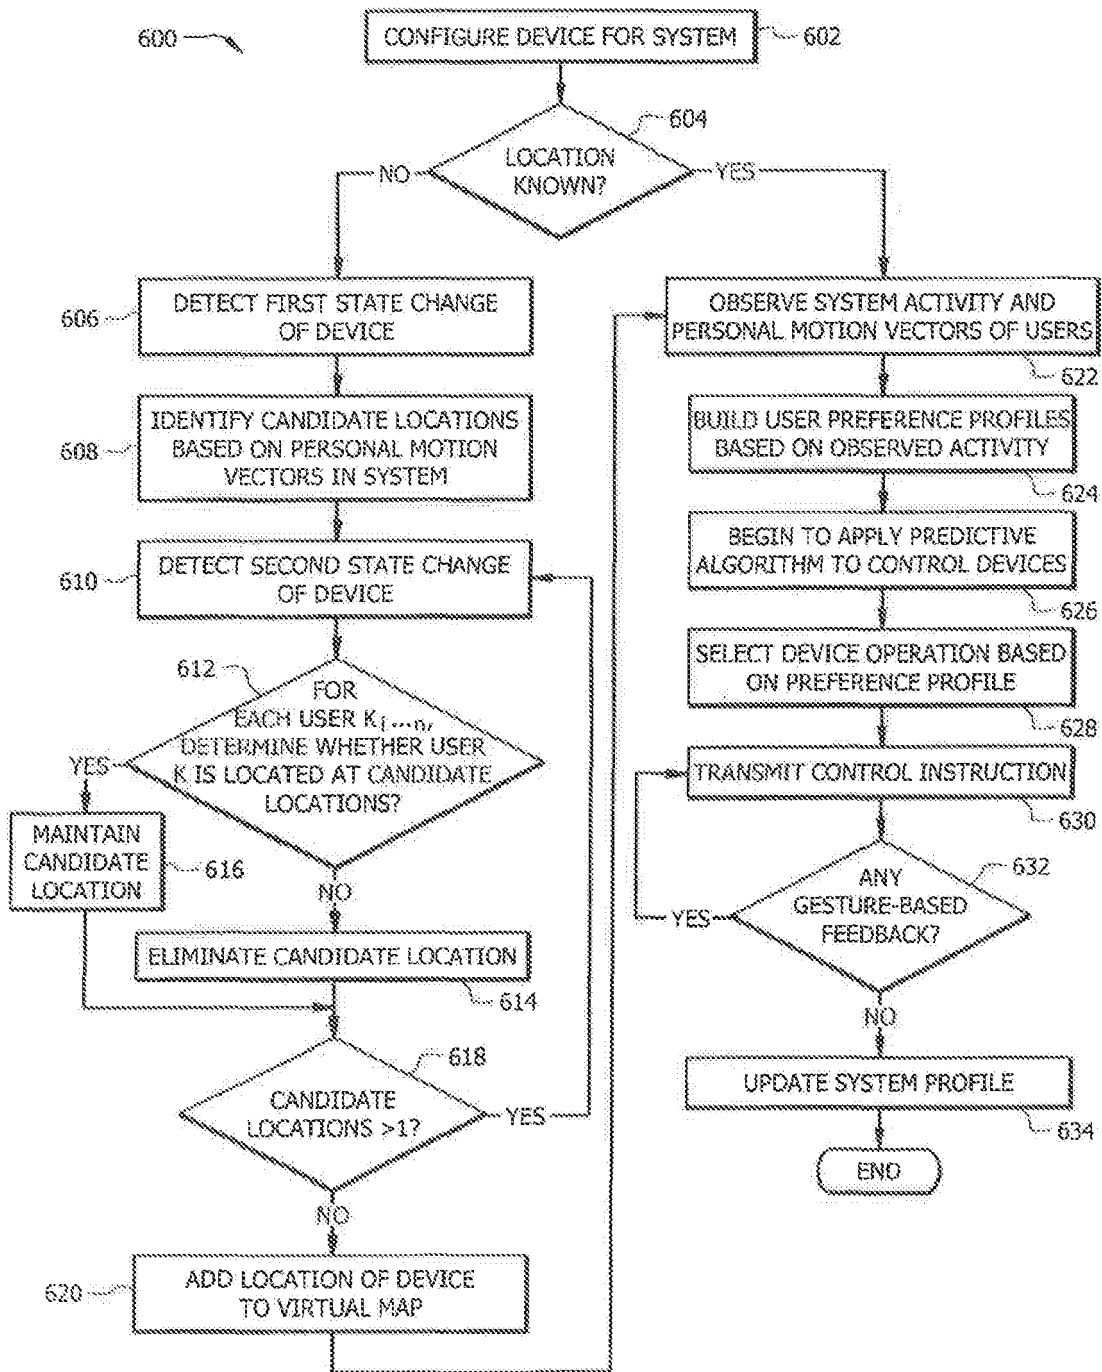 600
CONFIGURE DEVICE FOR SYSTEM
602
604
LOCATION
KNOWN?
NO
YES
606
DETECT FIRST STATE CHANGE
OF DEVICE
608
IDENTIFY CANDIDATE LOCATIONS
BASED ON PERSONAL MOTION
VECTORS IN SYSTEM
610
DETECT SECOND STATE CHANGE
OF DEVICE
612
FOR
EACH USER K1...n,
DETERMINE WHETHER USER
K IS LOCATED AT CANDIDATE
LOCATIONS?
YES
MAINTAIN
CANDIDATE
LOCATION
616
NO
ELIMINATE CANDIDATE LOCATION
614
618
CANDIDATE
LOCATIONS >1?
YES
NO
620
ADD LOCATION OF DEVICE
TO VIRTUAL MAP
OBSERVE SYSTEM ACTIVITY AND
PERSONAL MOTION VECTORS OF USERS
622
BUILD USER PREFERENCE PROFILES
BASED ON OBSERVED ACTIVITY
624
BEGIN TO APPLY PREDICTIVE
ALGORITHM TO CONTROL DEVICES
626
SELECT DEVICE OPERATION BASED
ON PREFERENCE PROFILE
628
TRANSMIT CONTROL INSTRUCTION
630
632
ANY
GESTURE-BASED
FEEDBACK?
YES
NO
UPDATE SYSTEM PROFILE
634
END